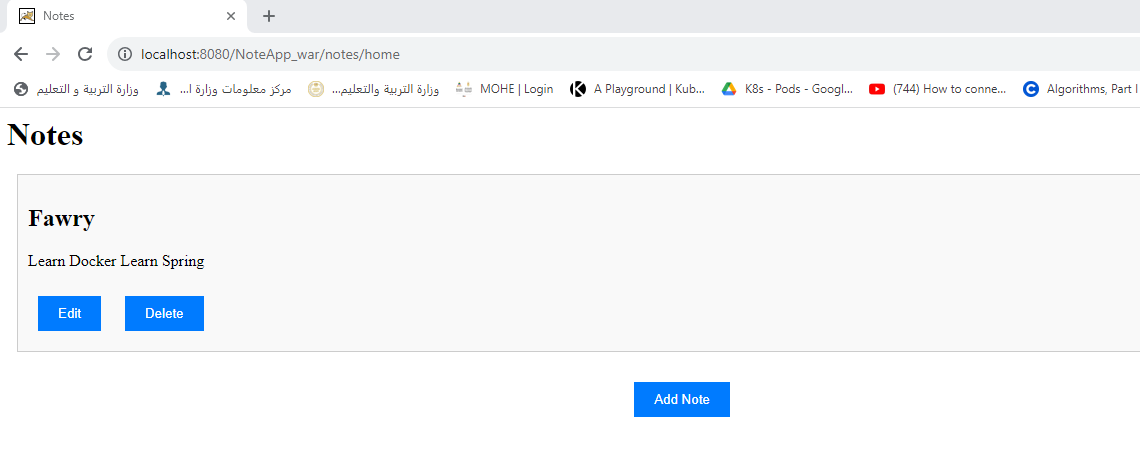 Notes
localhost:8080/NoteApp_war/notes/home
وزارة التربية و التعليم
مركز معلومات وزارة ا...
وزارة التربية والتعليم...
MOHE | Login
A Playground | Kub...
K8s - Pods - Googl...
(744) How to conne...
Algorithms, Part I
Notes
Fawry
Learn Docker Learn Spring
Edit Delete
Add Note